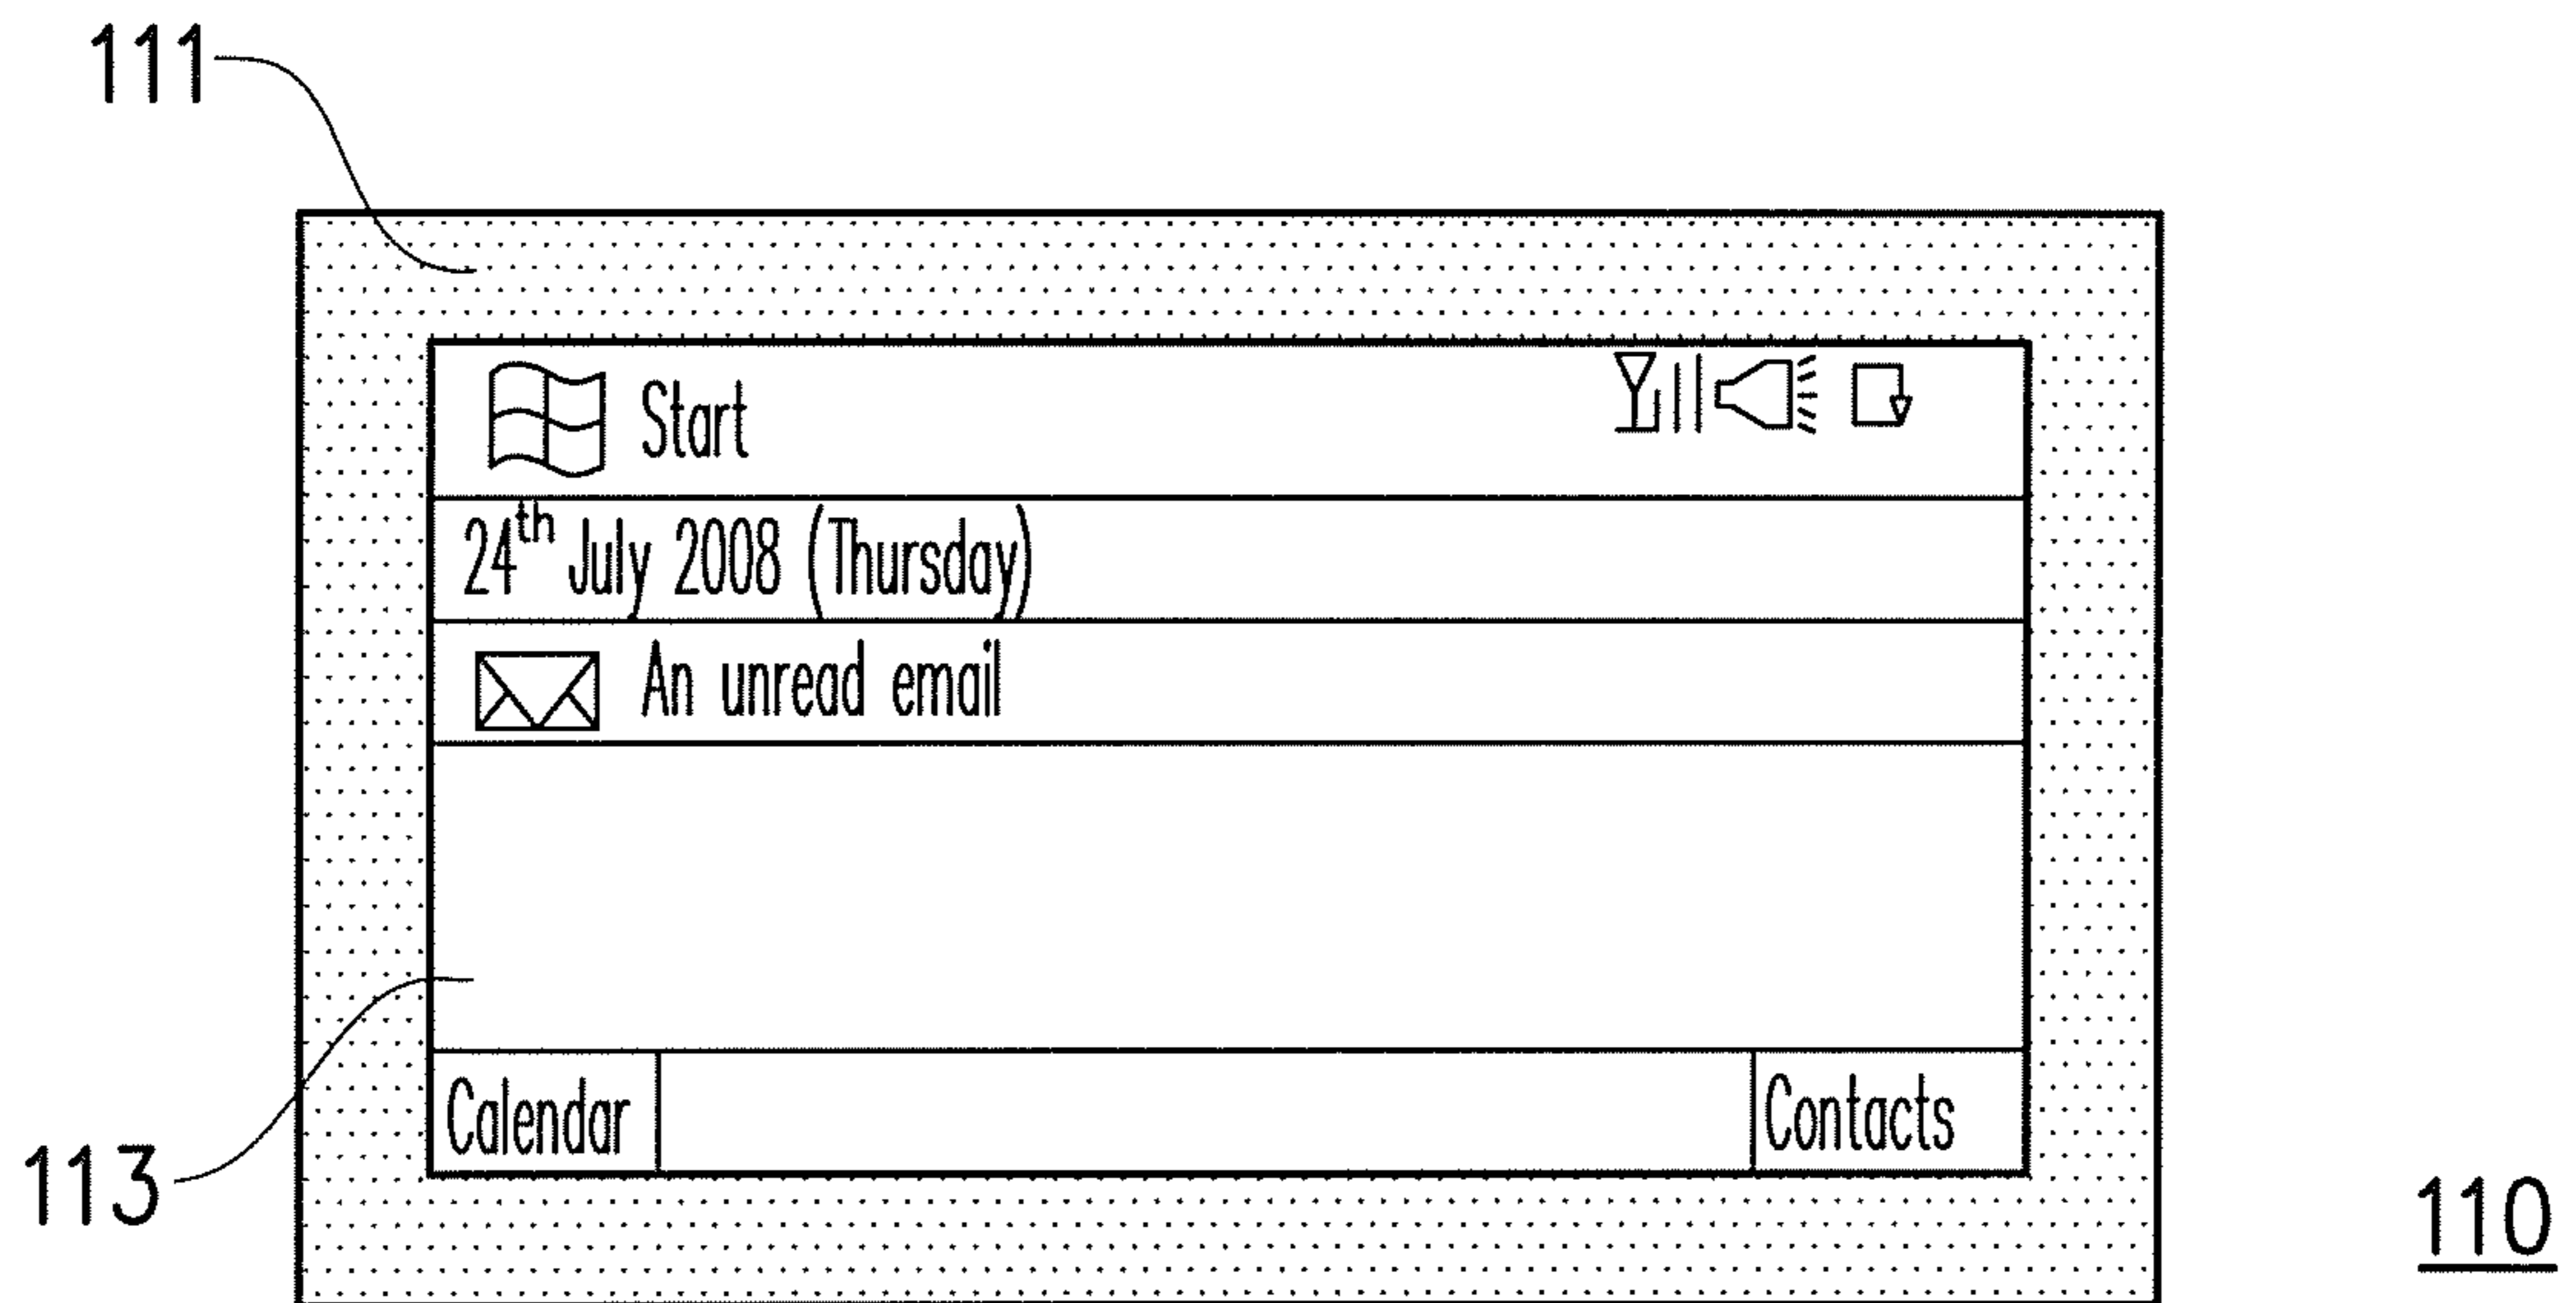 111
Start
24th July 2008 (Thursday)
An unread email
Calendar Contacts
113
110